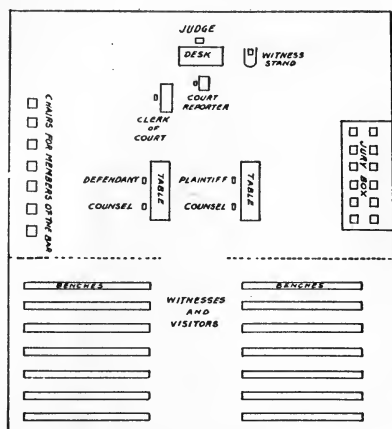 JUDGE
DESK
WITNESS
STAND
COURT
REPORTER
CLERK
OF
COURT
CHAIRS FOR MEMBERS OF THE BAR
JURY BOX
DEFENDANT
TABLE
COUNSEL
PLAINTIFF
TABLE
COUNSEL
BENCHES
BENCHES
WITNESSES
AND
VISITORS